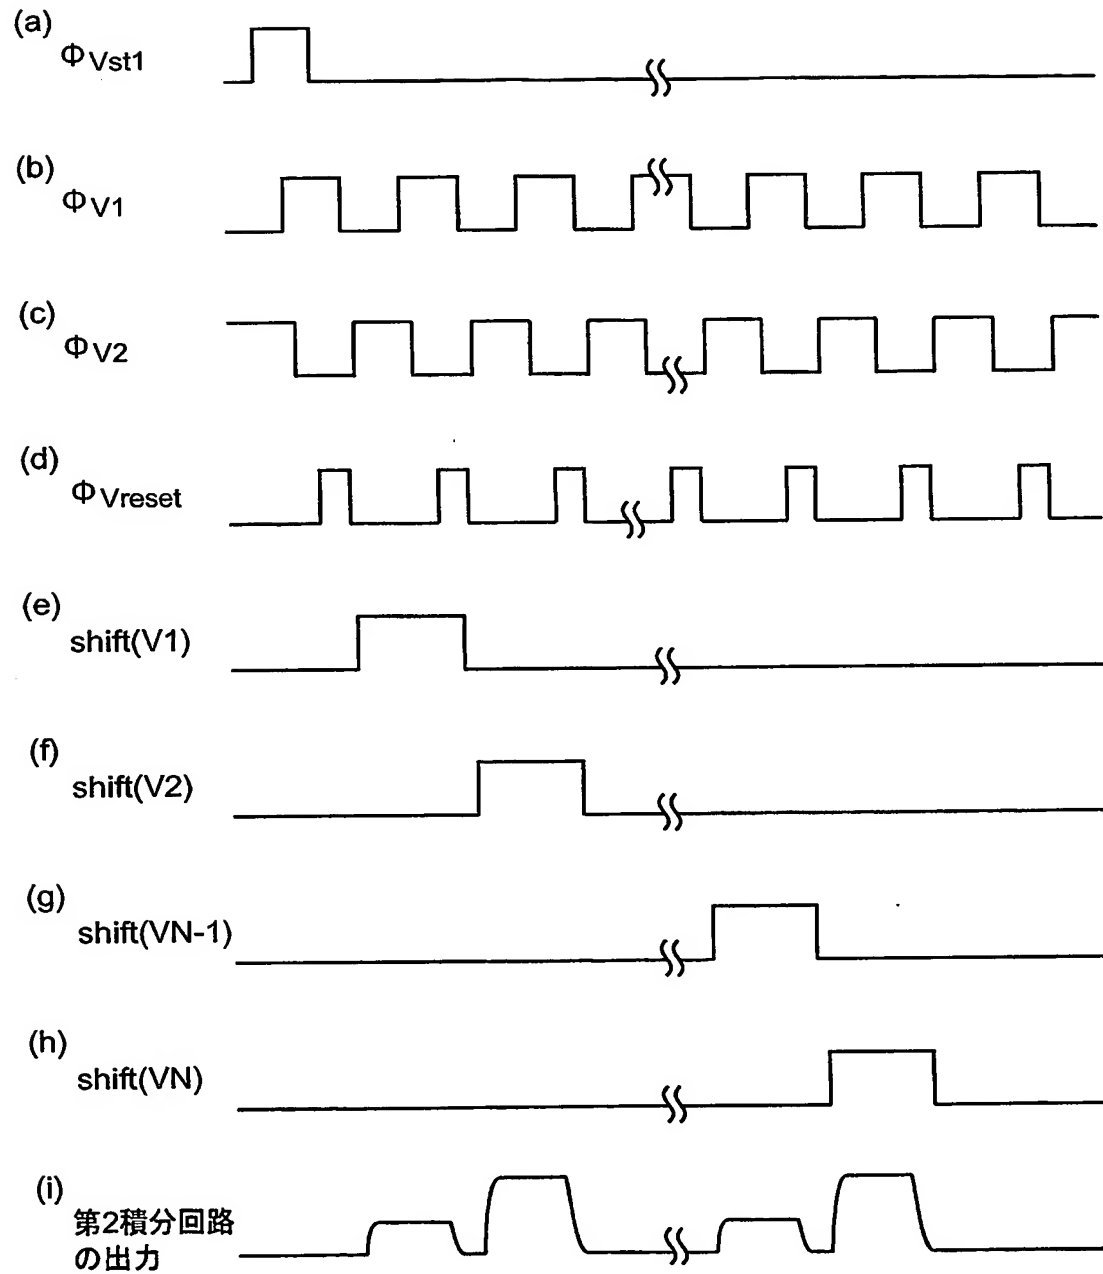 (a)
ΦVst1
(b)
ΦV1
(c)
ΦV2
(d)
ΦVreset
(e)
shift(V1)
(f)
shift(V2)
(g)
shift(VN-1)
(h)
shift(VN)
(i)
第2積分回路
の出力